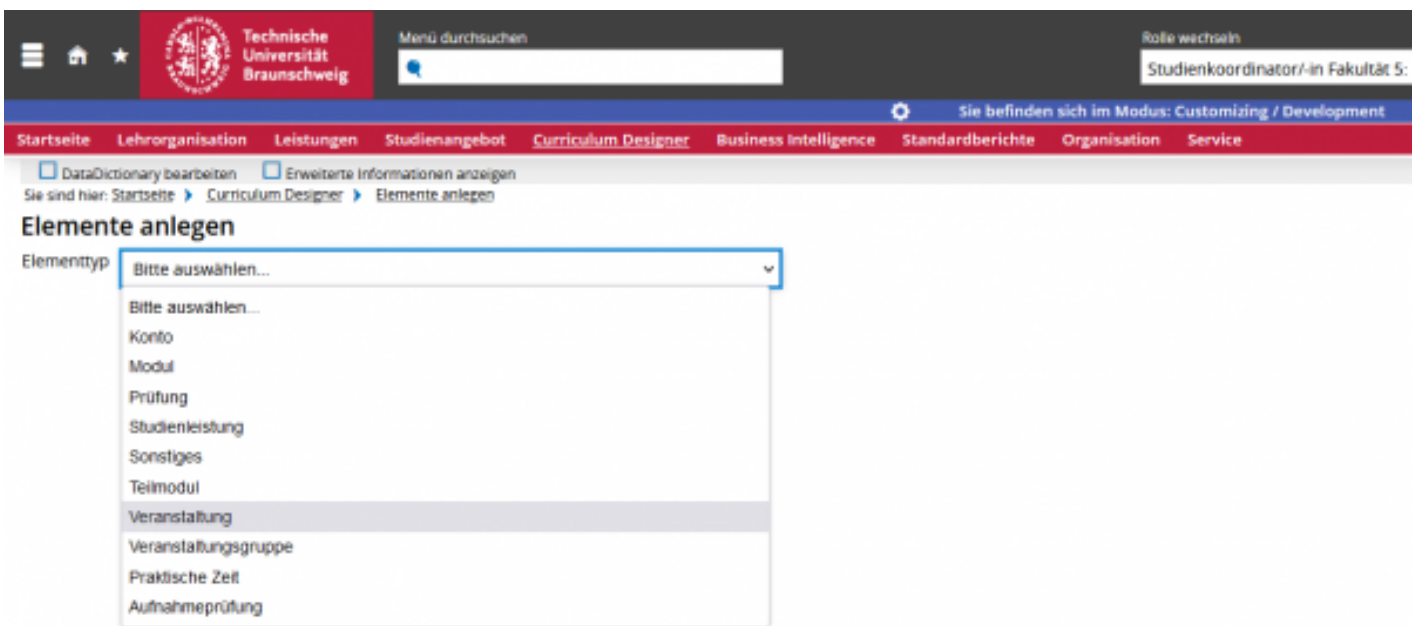 Technische
Universität
Braunschweig
Menü durchsuchen
Rolle wechseln
Studienkoordinator/-in Fakultät 5:
Sie befinden sich im Modus: Customizing / Development
Startseite Lehrorganisation Leistungen Studienangebot Curriculum Designer Business Intelligence Standardberichte Organisation Service
DataDictionary bearbeiten Erweiterte Informationen anzeigen
Sie sind hier: Startseite Curriculum Designer Elemente anlegen
Elemente anlegen
Elementtyp Bitte auswählen...
Bitte auswählen...
Konto
Modul
Prüfung
Studienleistung
Sonstiges
Teilmodul
Veranstaltung
Veranstaltungsgruppe
Praktische Zeit
Aufnahmeprüfung